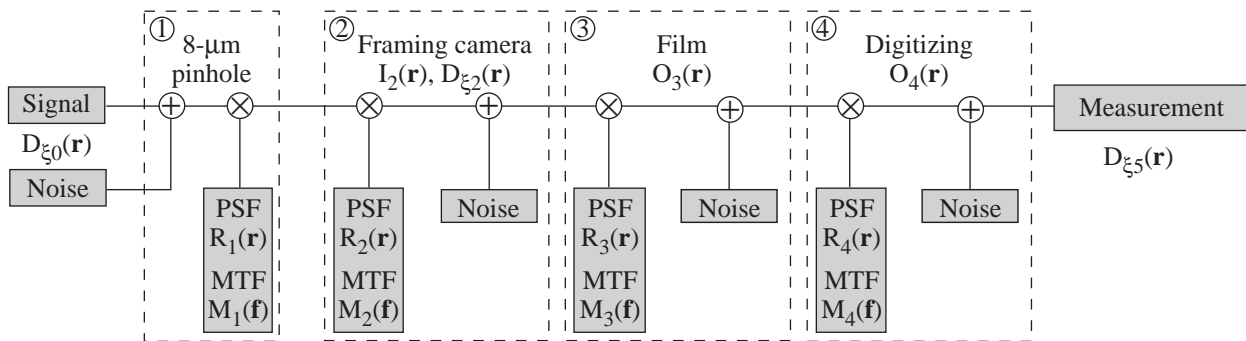 ①
8-μm
pinhole
②
Framing camera
I2(r), Dξ2(r)
③
Film
O3(r)
④
Digitizing
O4(r)
Signal
Dξ0(r)
Noise
Measurement
Dξ5(r)
PSF
R1(r)
MTF
M1(f)
PSF
R2(r)
MTF
M2(f)
Noise
PSF
R3(r)
MTF
M3(f)
Noise
PSF
R4(r)
MTF
M4(f)
Noise